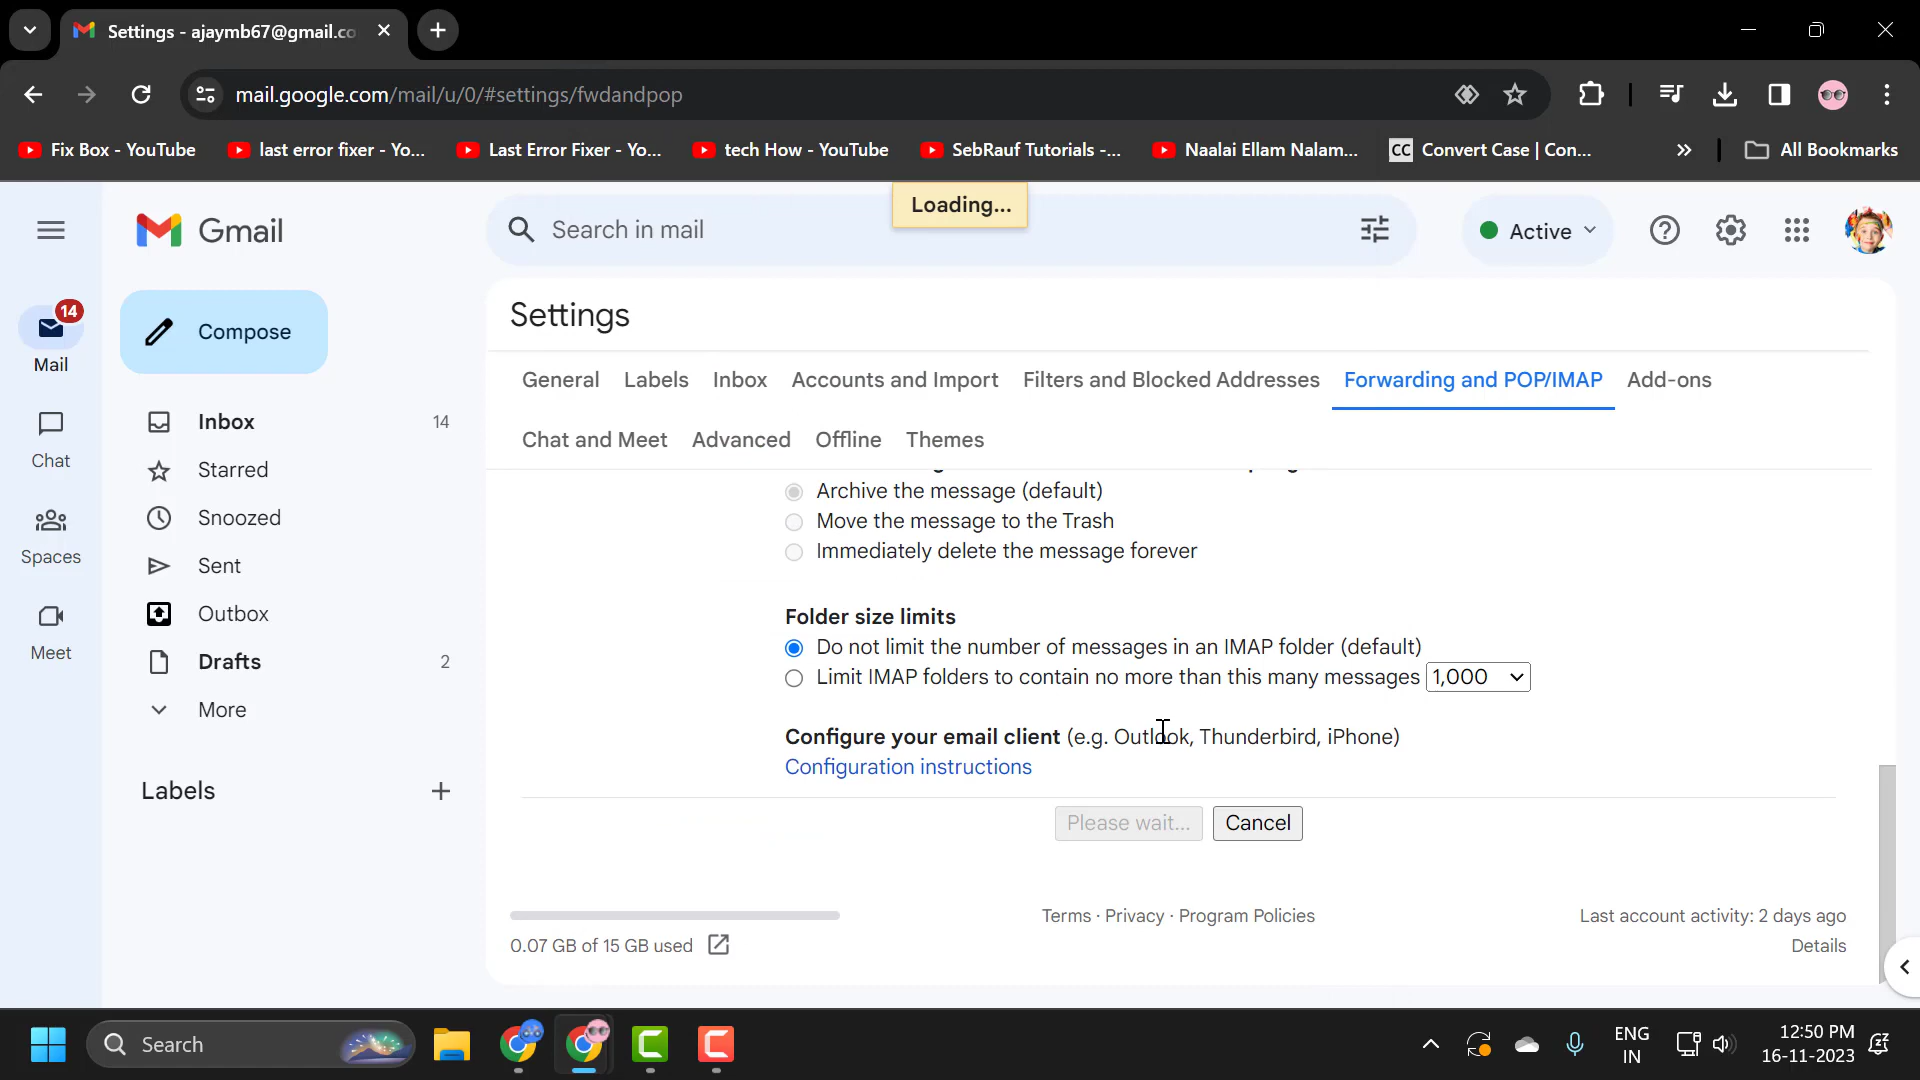 Settings - ajaymb67@gmail.co
mail.google.com/mail/u/0/#settings/fwdandpop
Fix Box - YouTube
last error fixer - Yo...
Last Error Fixer - Yo...
tech How - YouTube
SebRauf Tutorials -...
Naalai Ellam Nalam...
CC Convert Case | Con...
All Bookmarks
Loading...
Gmail
Search in mail
Active
14
Mail
Chat
Spaces
Meet
Compose
Inbox 14
Starred
Snoozed
Sent
Outbox
Drafts 2
More
Labels
Settings
General Labels Inbox Accounts and Import Filters and Blocked Addresses Forwarding and POP/IMAP Add-ons
Chat and Meet Advanced Offline Themes
Archive the message (default)
Move the message to the Trash
Immediately delete the message forever
Folder size limits
Do not limit the number of messages in an IMAP folder (default)
Limit IMAP folders to contain no more than this many messages 1,000
Configure your email client (e.g. Outlook, Thunderbird, iPhone)
Configuration instructions
Please wait... Cancel
0.07 GB of 15 GB used
Terms · Privacy · Program Policies
Last account activity: 2 days ago
Details
Search
ENG
IN
12:50 PM
16-11-2023